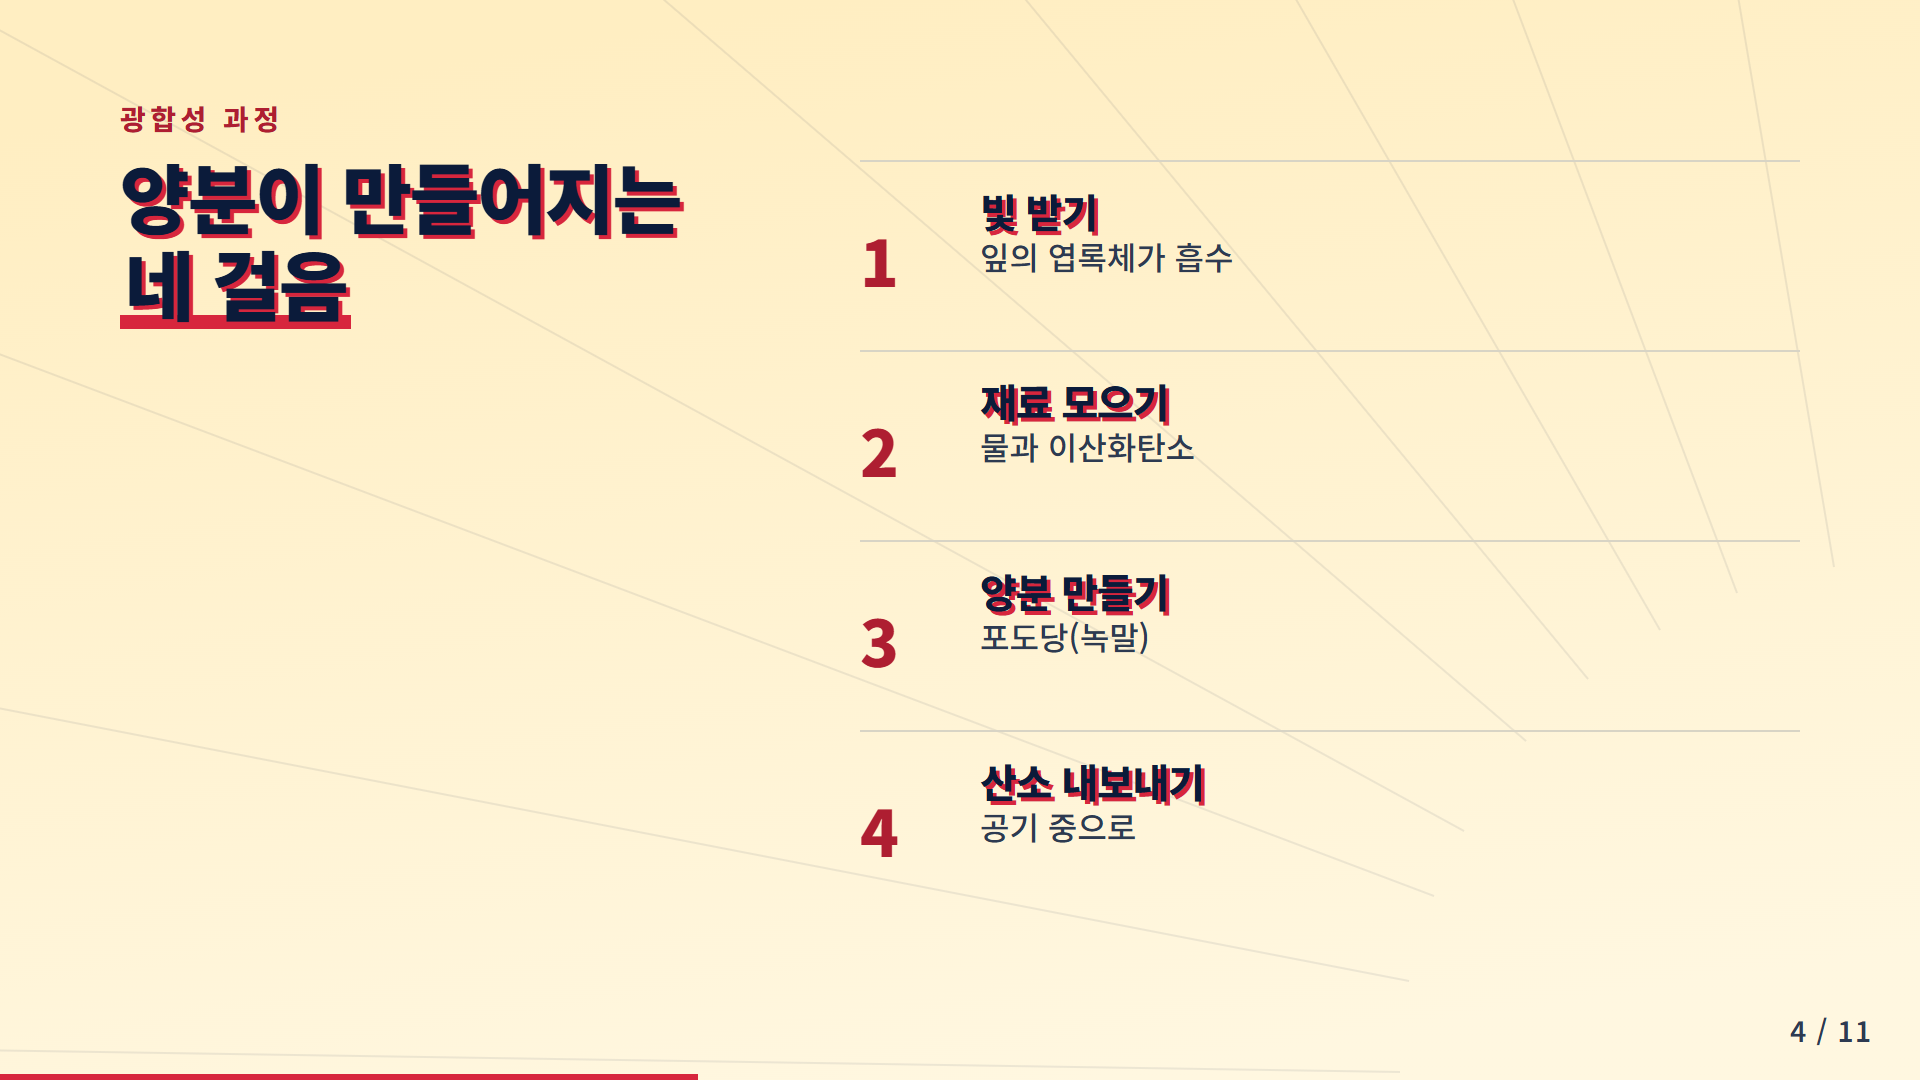 광합성 과정
양분이 만들어지는
네 걸음
1
빛 받기
잎의 엽록체가 흡수
2
재료 모으기
물과 이산화탄소
3
양분 만들기
포도당(녹말)
4
산소 내보내기
공기 중으로
4 / 11